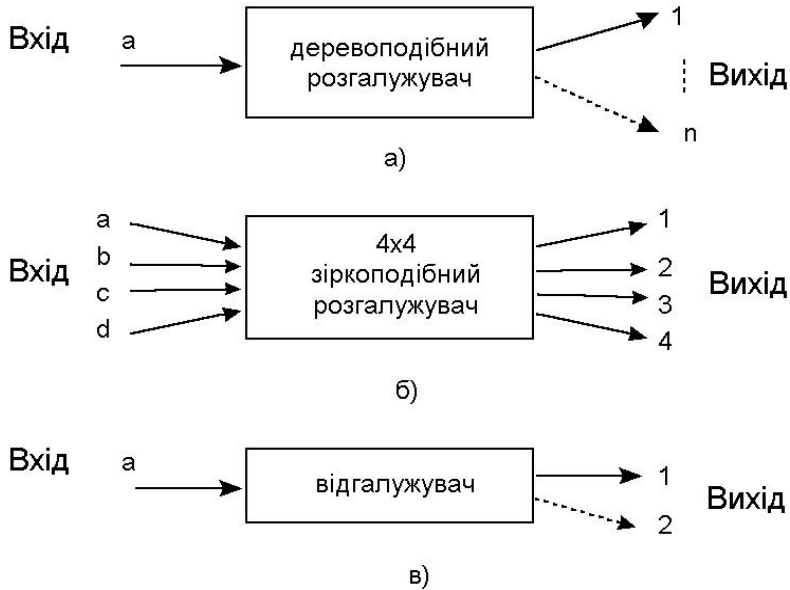 Вхід
a
деревоподібний
розгалужувач
1
n
Вихід
а)
Вхід
a
b
c
d
4x4
зіркоподібний
розгалужувач
1
2
3
4
Вихід
б)
Вхід
a
відгалужувач
1
2
Вихід
в)